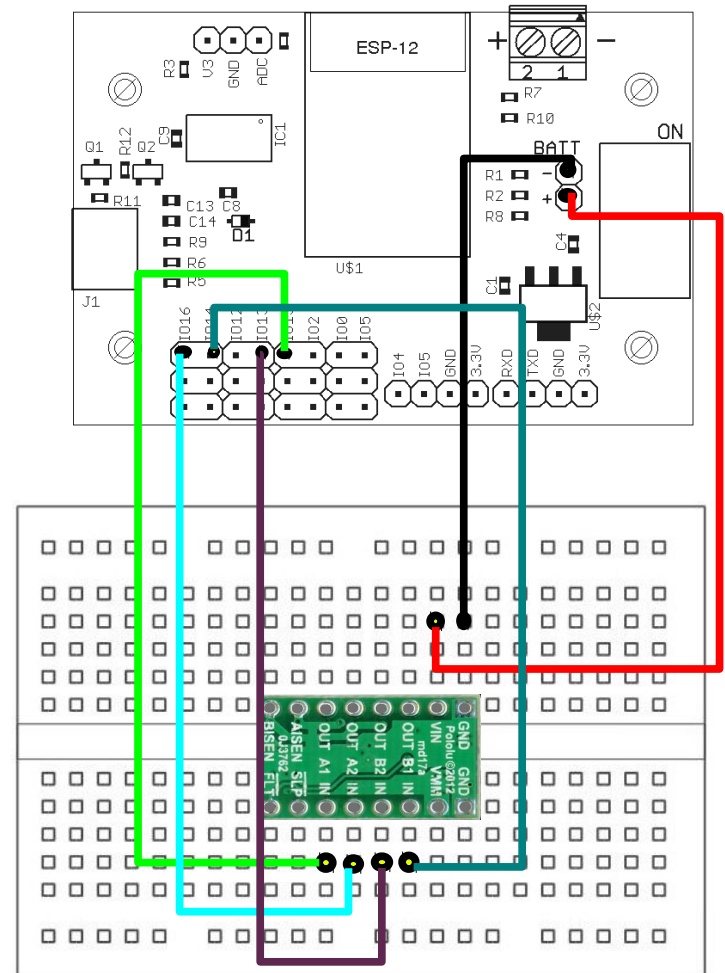 ESP-12
+
-
2 1
R3
V3
GND
ADC
R7
R10
ON
BATT
Q1
R12
Q2
C9
IC1
R1
-
R2
+
R8
R11
C13
C8
C14
D1
R9
R6
R5
C4
C1
U$1
U$2
J1
IO16
IO14
IO12
IO13
IO2
IO0
IO5
IO4
IO5
GND
3.3V
RXD
TXD
GND
3.3V
BISEN
AISEN
OUT A1 IN
OUT A2 IN
OUT B2 IN
OUT B1 IN
VIN
GND
FLT
SLP
0J3762
md17a
Pololu©2012
VMM
GND